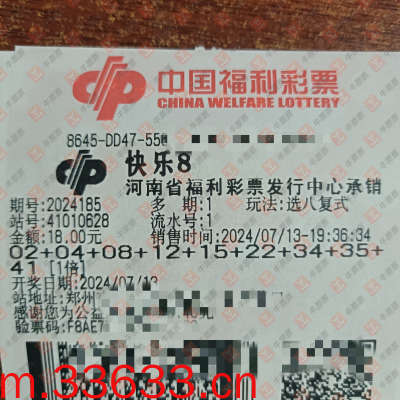 中国福利彩票
CHINA WELFARE LOTTERY
8645-DD47-55
快乐8
河南省福利彩票发行中心承销
期号:2024185 多 期:1 玩法:选八复式
站号:41010628 流水号:1
金额:18.00元 销售时间:2024/07/13-19:36:34
02+04+08+12+15+22+34+35+
41 [1倍]
开奖日期:2024/07/13
站地址:郑州
感谢您为公益
验票码:F8AE7
m.33633.cn